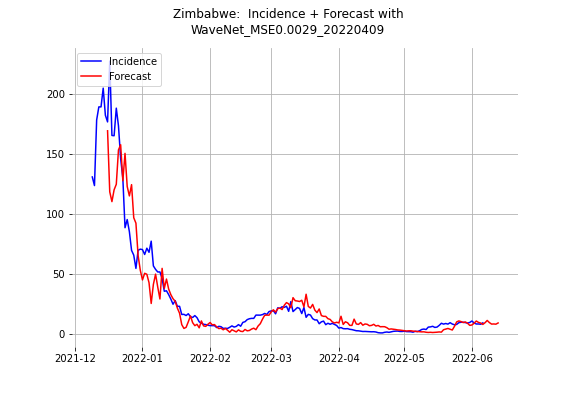 Zimbabwe:  Incidence + Forecast with
WaveNet_MSE0.0029_20220409
Incidence
Forecast
200
150
100
50
0
2021-12 2022-01 2022-02 2022-03 2022-04 2022-05 2022-06